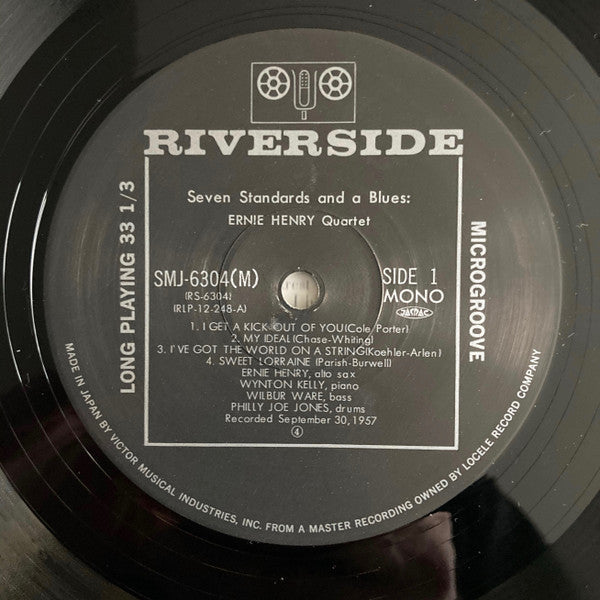 RIVERSIDE
Seven Standards and a Blues:
ERNIE HENRY Quartet
LONG PLAYING 33 1/3
MICROGROOVE
SMJ-6304(M)
(RS-6304)
(RLP-12-248-A)
SIDE 1
MONO
JASRAC
1. I GET A KICK OUT OF YOU(Cole Porter)
2. MY IDEAL(Chase-Whiting)
3. I'VE GOT THE WORLD ON A STRING(Koehler-Arlen)
4. SWEET LORRAINE (Parish-Burwell)
ERNIE HENRY, alto sax
WYNTON KELLY, piano
WILBUR WARE, bass
PHILLY JOE JONES, drums
Recorded September 30, 1957
4
MADE IN JAPAN BY VICTOR MUSICAL INDUSTRIES, INC. FROM A MASTER RECORDING OWNED BY LOCELE RECORD COMPANY